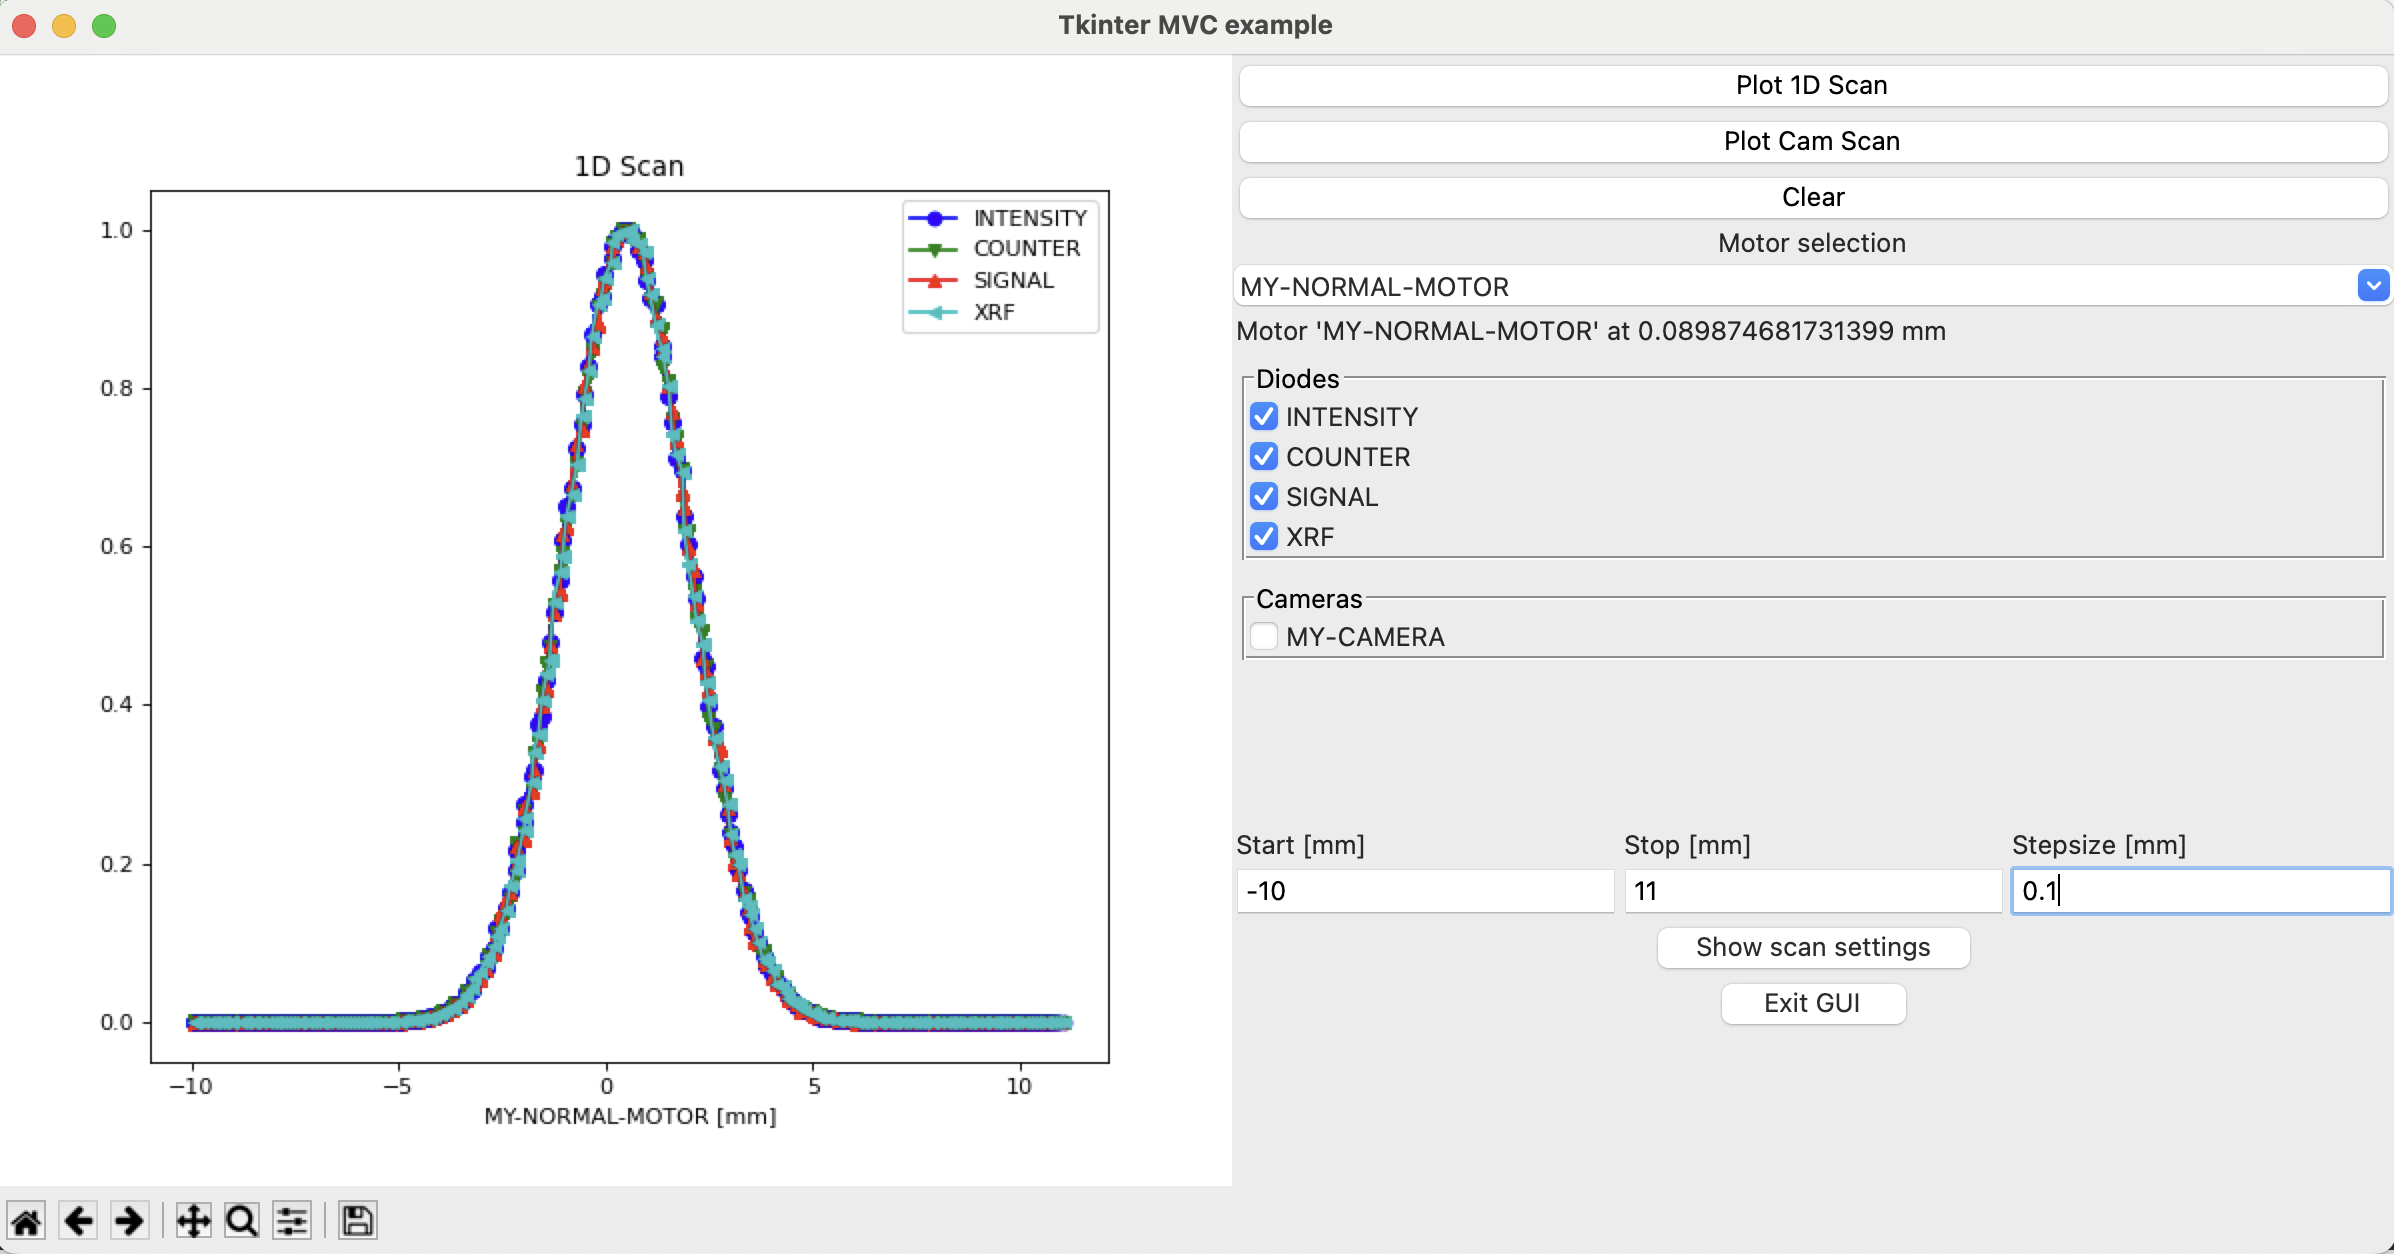 Tkinter MVC example
1D Scan
INTENSITY
COUNTER
SIGNAL
XRF
1.0
0.8
0.6
0.4
0.2
0.0
−10
−5
0
5
10
MY-NORMAL-MOTOR [mm]
Plot 1D Scan
Plot Cam Scan
Clear
Motor selection
MY-NORMAL-MOTOR
Motor 'MY-NORMAL-MOTOR' at 0.089874681731399 mm
Diodes
INTENSITY
COUNTER
SIGNAL
XRF
Cameras
MY-CAMERA
Start [mm] Stop [mm] Stepsize [mm]
-10 11 0.1
Show scan settings
Exit GUI